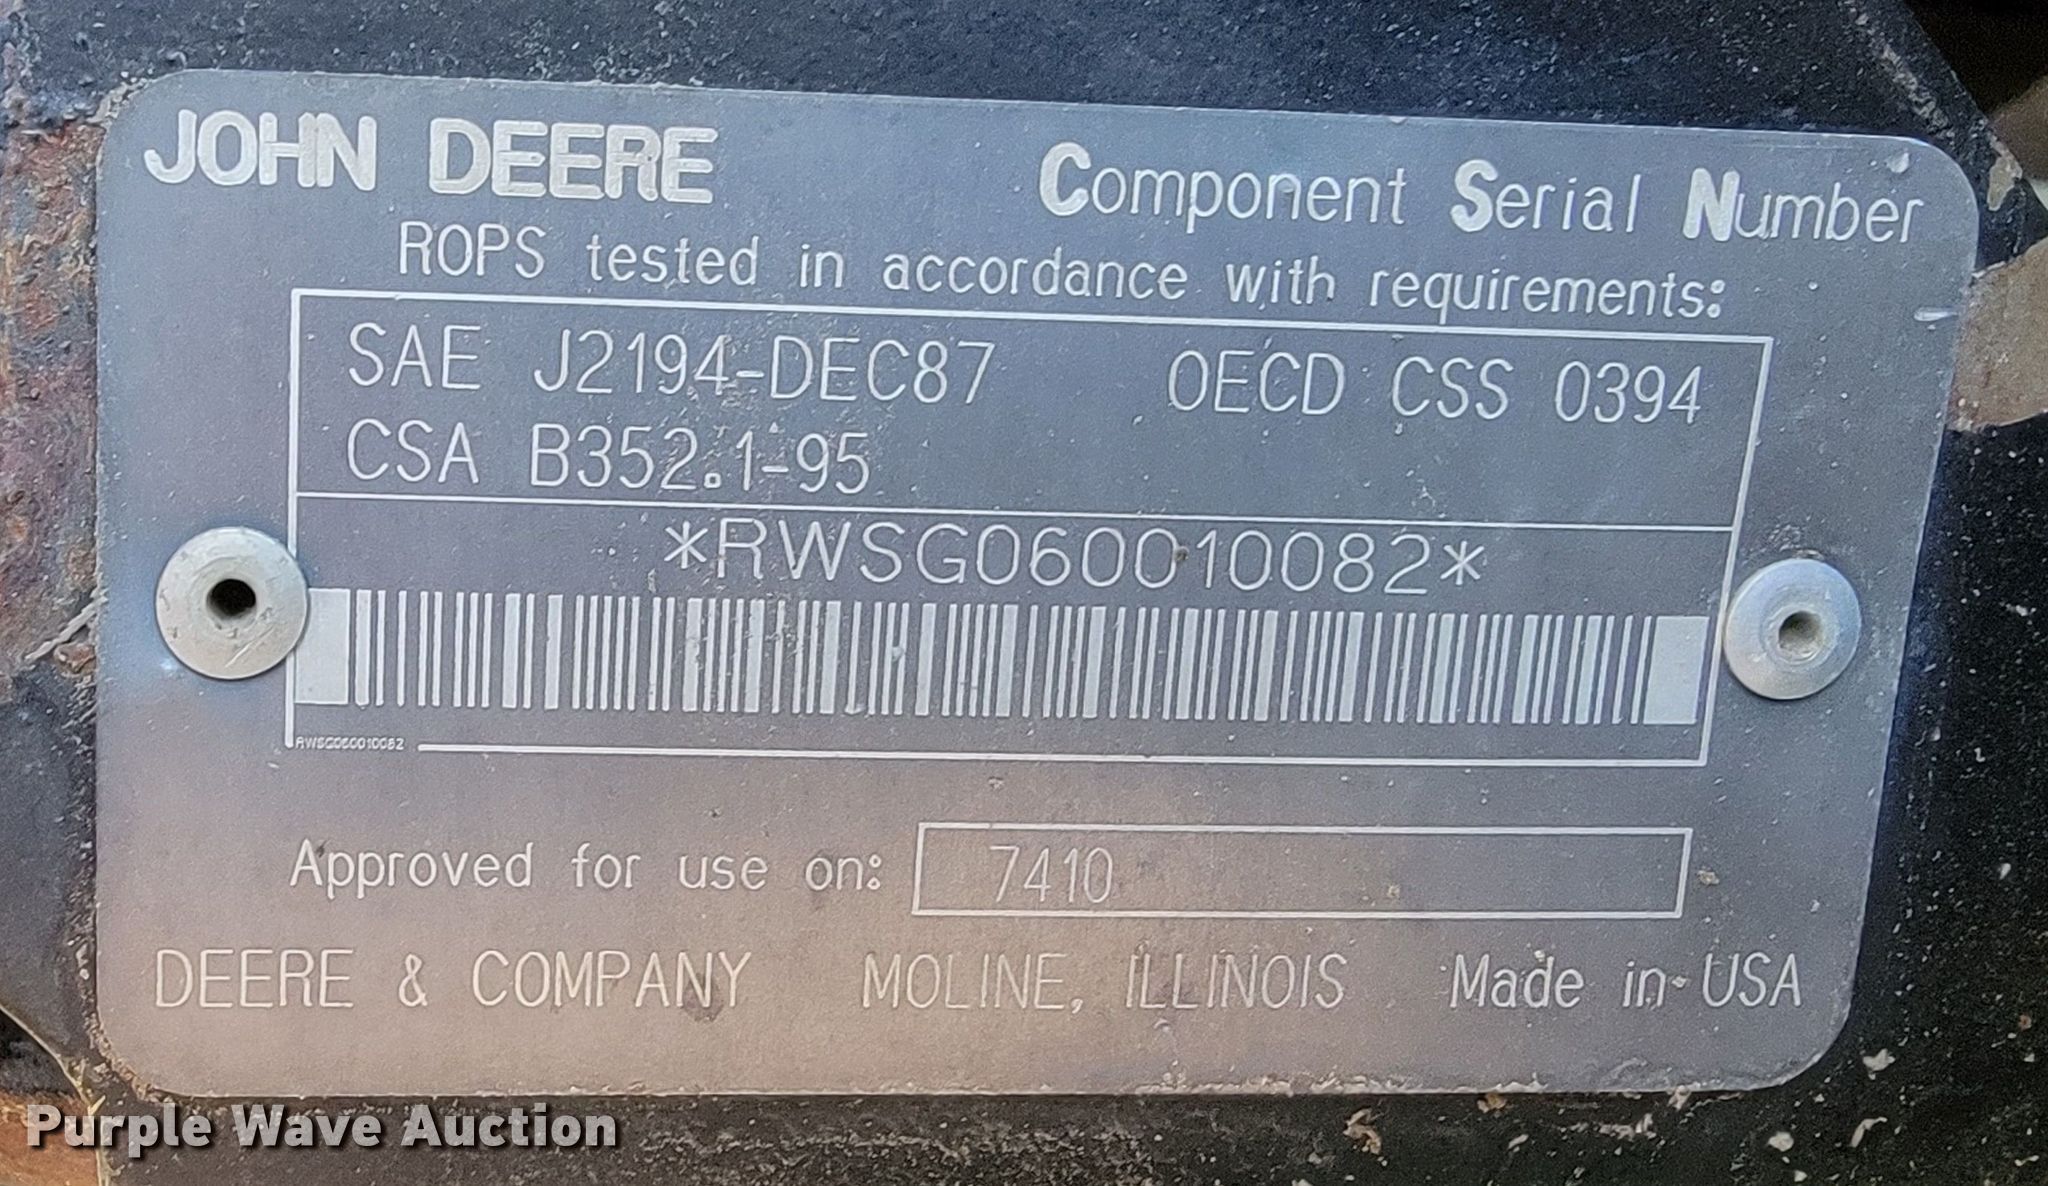 JOHN DEERE Component Serial Number
ROPS tested in accordance with requirements:
SAE J2194-DEC87 OECD CSS 0394
CSA B352.1-95
*RWSG060010082*
RWSG060010082
Approved for use on: 7410
DEERE & COMPANY MOLINE, ILLINOIS Made in USA
Purple Wave Auction